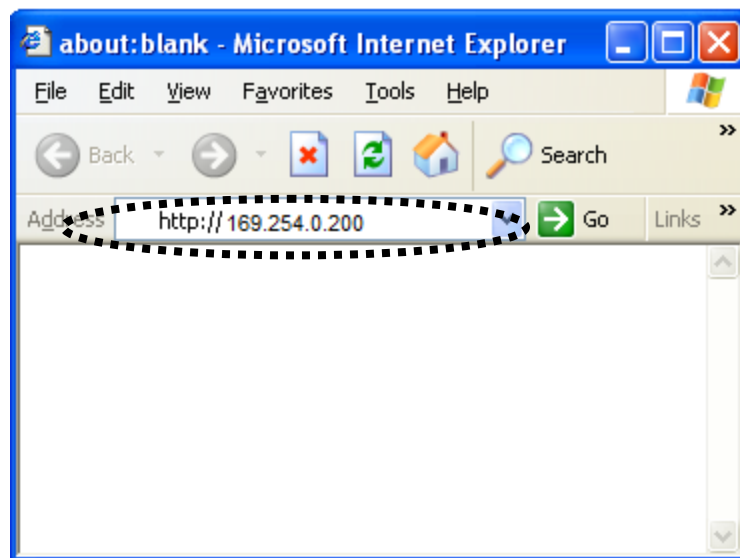 about:blank - Microsoft Internet Explorer
File Edit View Favorites Tools Help
Back Search »
Address http://169.254.0.200 Go Links »